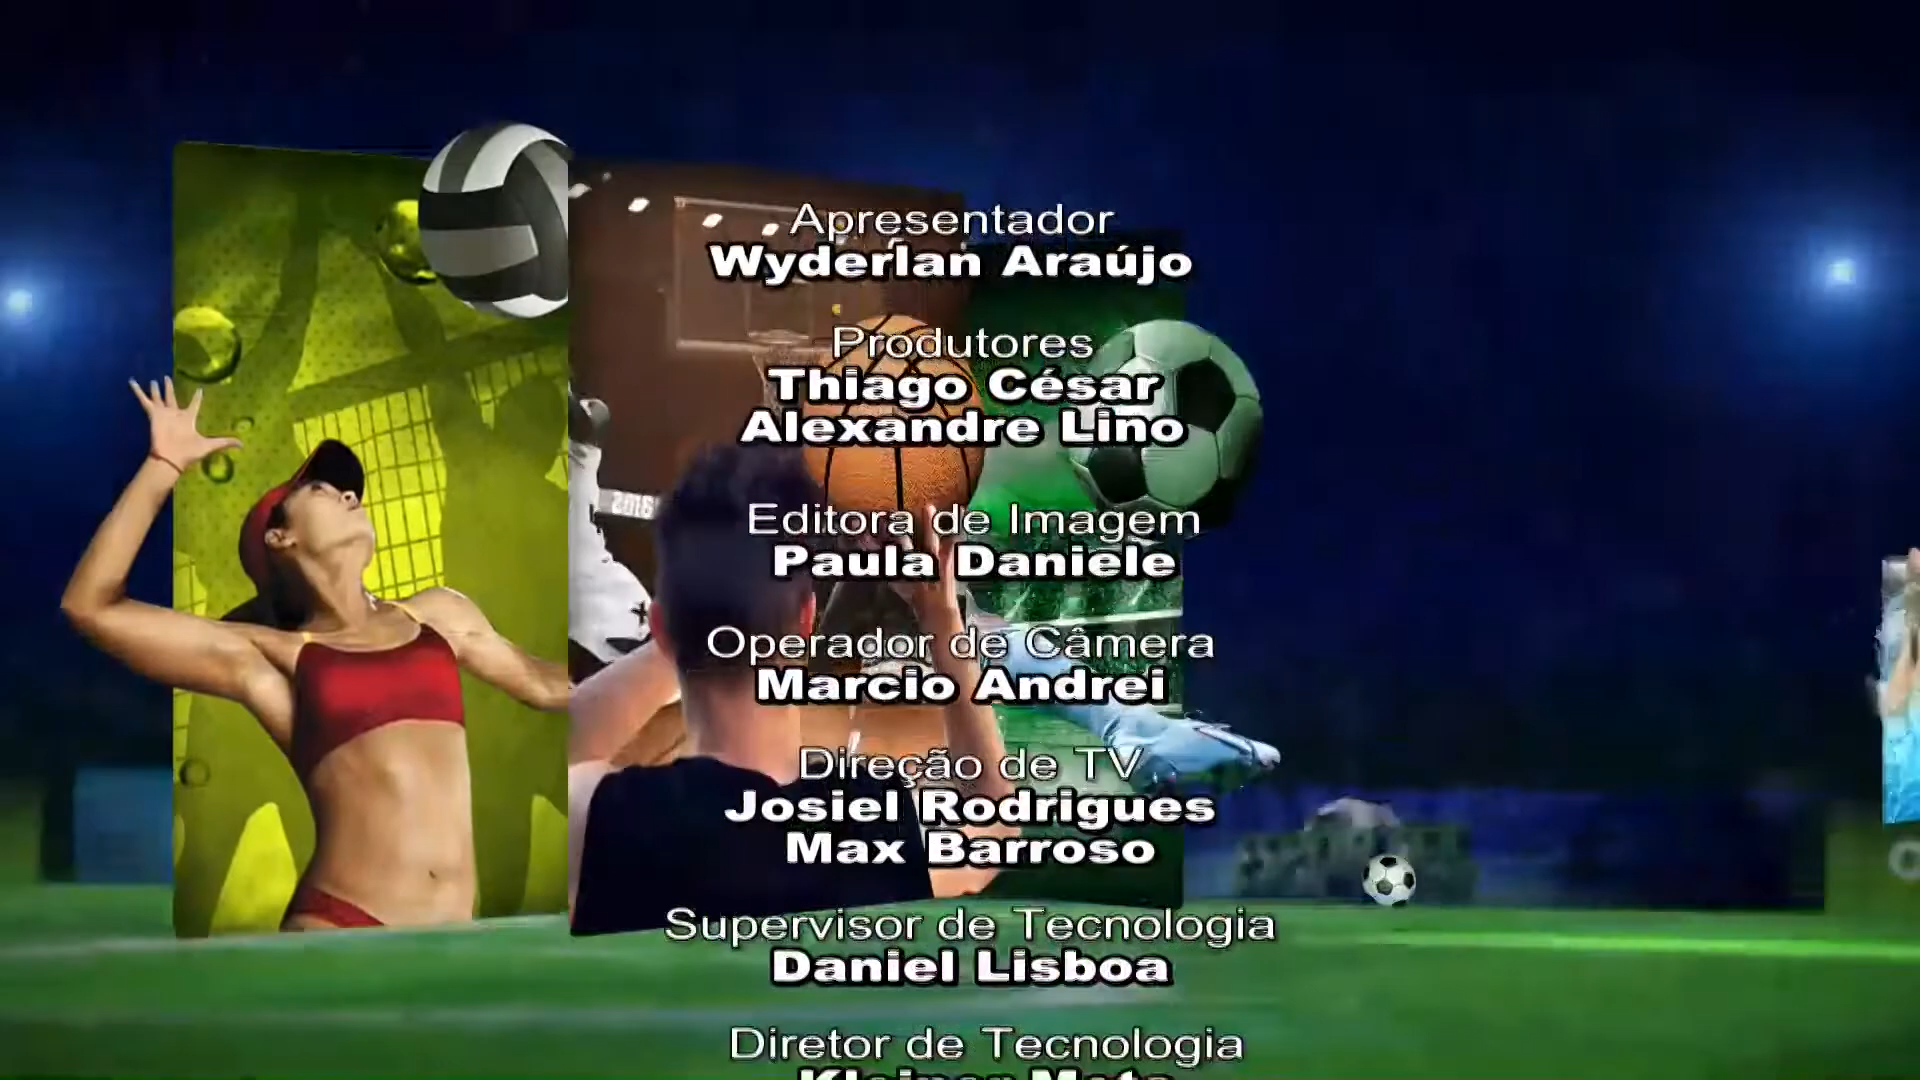 Apresentador
Wyderlan Araújo
Produtores
Thiago César
Alexandre Lino
2016
Editora de Imagem
Paula Daniele
Operador de Câmera
Marcio Andrei
Direção de TV
Josiel Rodrigues
Max Barroso
Supervisor de Tecnologia
Daniel Lisboa
Diretor de Tecnologia